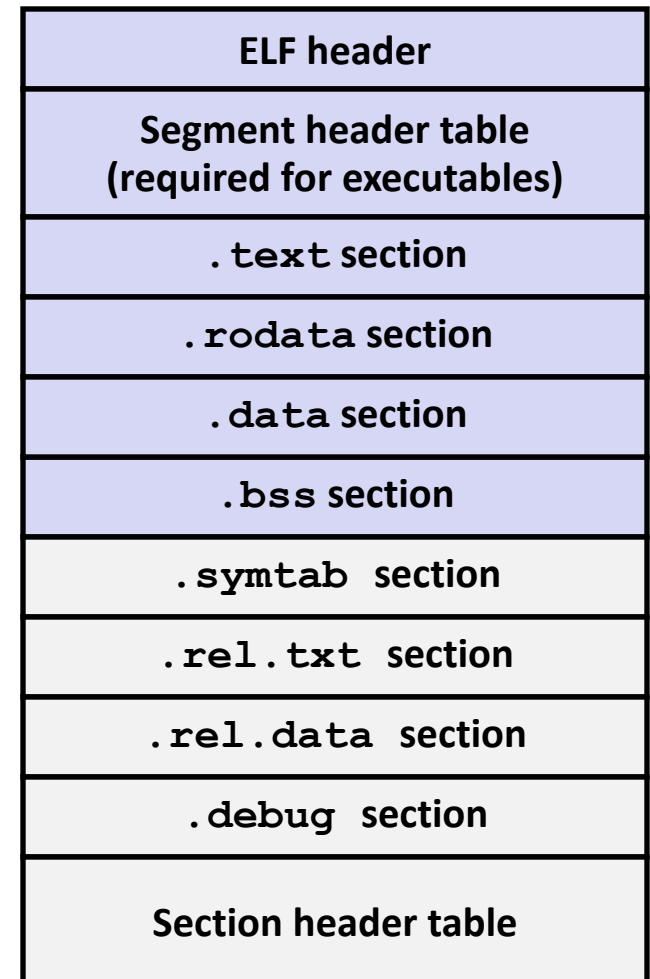 ELF header
Segment header table
(required for executables)
.text section
.rodata section
.data section
.bss section
.symtab section
.rel.txt section
.rel.data section
.debug section
Section header table